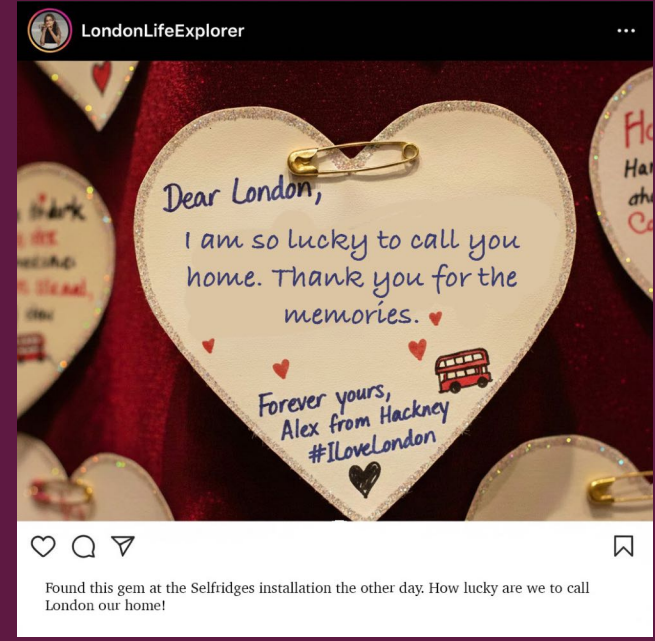 LondonLifeExplorer
Dear London,
I am so lucky to call you
home. Thank you for the
memories.
Forever yours,
Alex from Hackney
#ILoveLondon
Found this gem at the Selfridges installation the other day. How lucky are we to call
London our home!